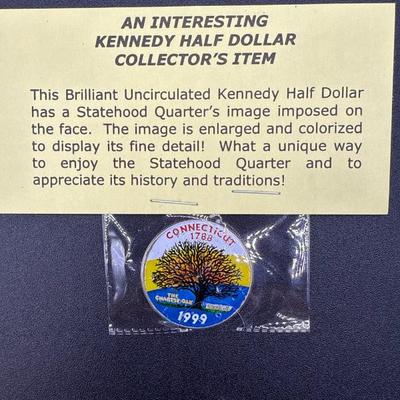 AN INTERESTING
KENNEDY HALF DOLLAR
COLLECTOR'S ITEM
This Brilliant Uncirculated Kennedy Half Dollar
has a Statehood Quarter's image imposed on
the face. The image is enlarged and colorized
to display its fine detail! What a unique way
to enjoy the Statehood Quarter and to
appreciate its history and traditions!
CONNECTICUT
1788
THE
CHARTER OAK
1999